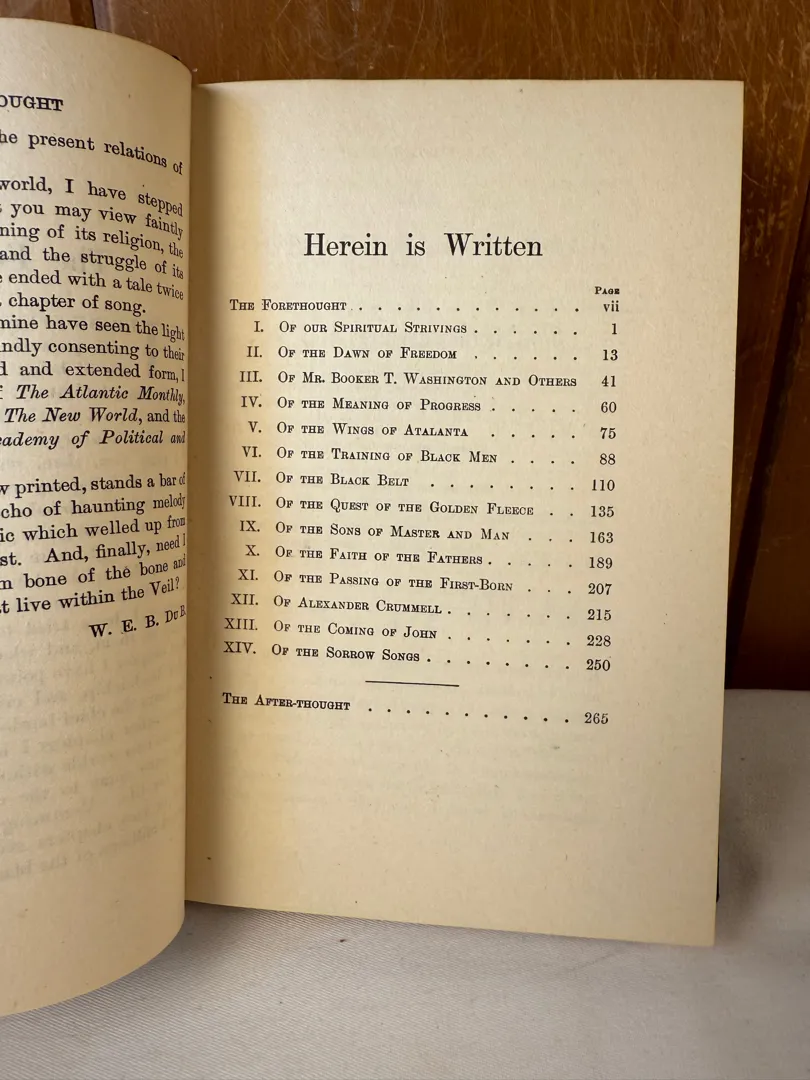 OUGHT
he present relations of
world, I have stepped
you may view faintly
ning of its religion, the
and the struggle of its
ended with a tale twice
chapter of song.
mine have seen the light
ndly consenting to their
d and extended form, I
The Atlantic Monthly,
The New World, and the
cademy of Political and
w printed, stands a bar of
cho of haunting melody
ic which welled up from
st. And, finally, need I
m bone of the bone and
t live within the Veil?
W. E. B. Du B.
Herein is Written
PAGE
THE FORETHOUGHT . . . . . . . . . . . . vii
I. OF OUR SPIRITUAL STRIVINGS . . . . . . 1
II. OF THE DAWN OF FREEDOM . . . . . . 13
III. OF MR. BOOKER T. WASHINGTON AND OTHERS 41
IV. OF THE MEANING OF PROGRESS . . . . . 60
V. OF THE WINGS OF ATALANTA . . . . . 75
VI. OF THE TRAINING OF BLACK MEN . . . . 88
VII. OF THE BLACK BELT . . . . . . . . 110
VIII. OF THE QUEST OF THE GOLDEN FLEECE . . 135
IX. OF THE SONS OF MASTER AND MAN . . . 163
X. OF THE FAITH OF THE FATHERS . . . . . 189
XI. OF THE PASSING OF THE FIRST-BORN . . . 207
XII. OF ALEXANDER CRUMMELL . . . . . . . 215
XIII. OF THE COMING OF JOHN . . . . . . . 228
XIV. OF THE SORROW SONGS . . . . . . . . 250
THE AFTER-THOUGHT . . . . . . . . . . . 265